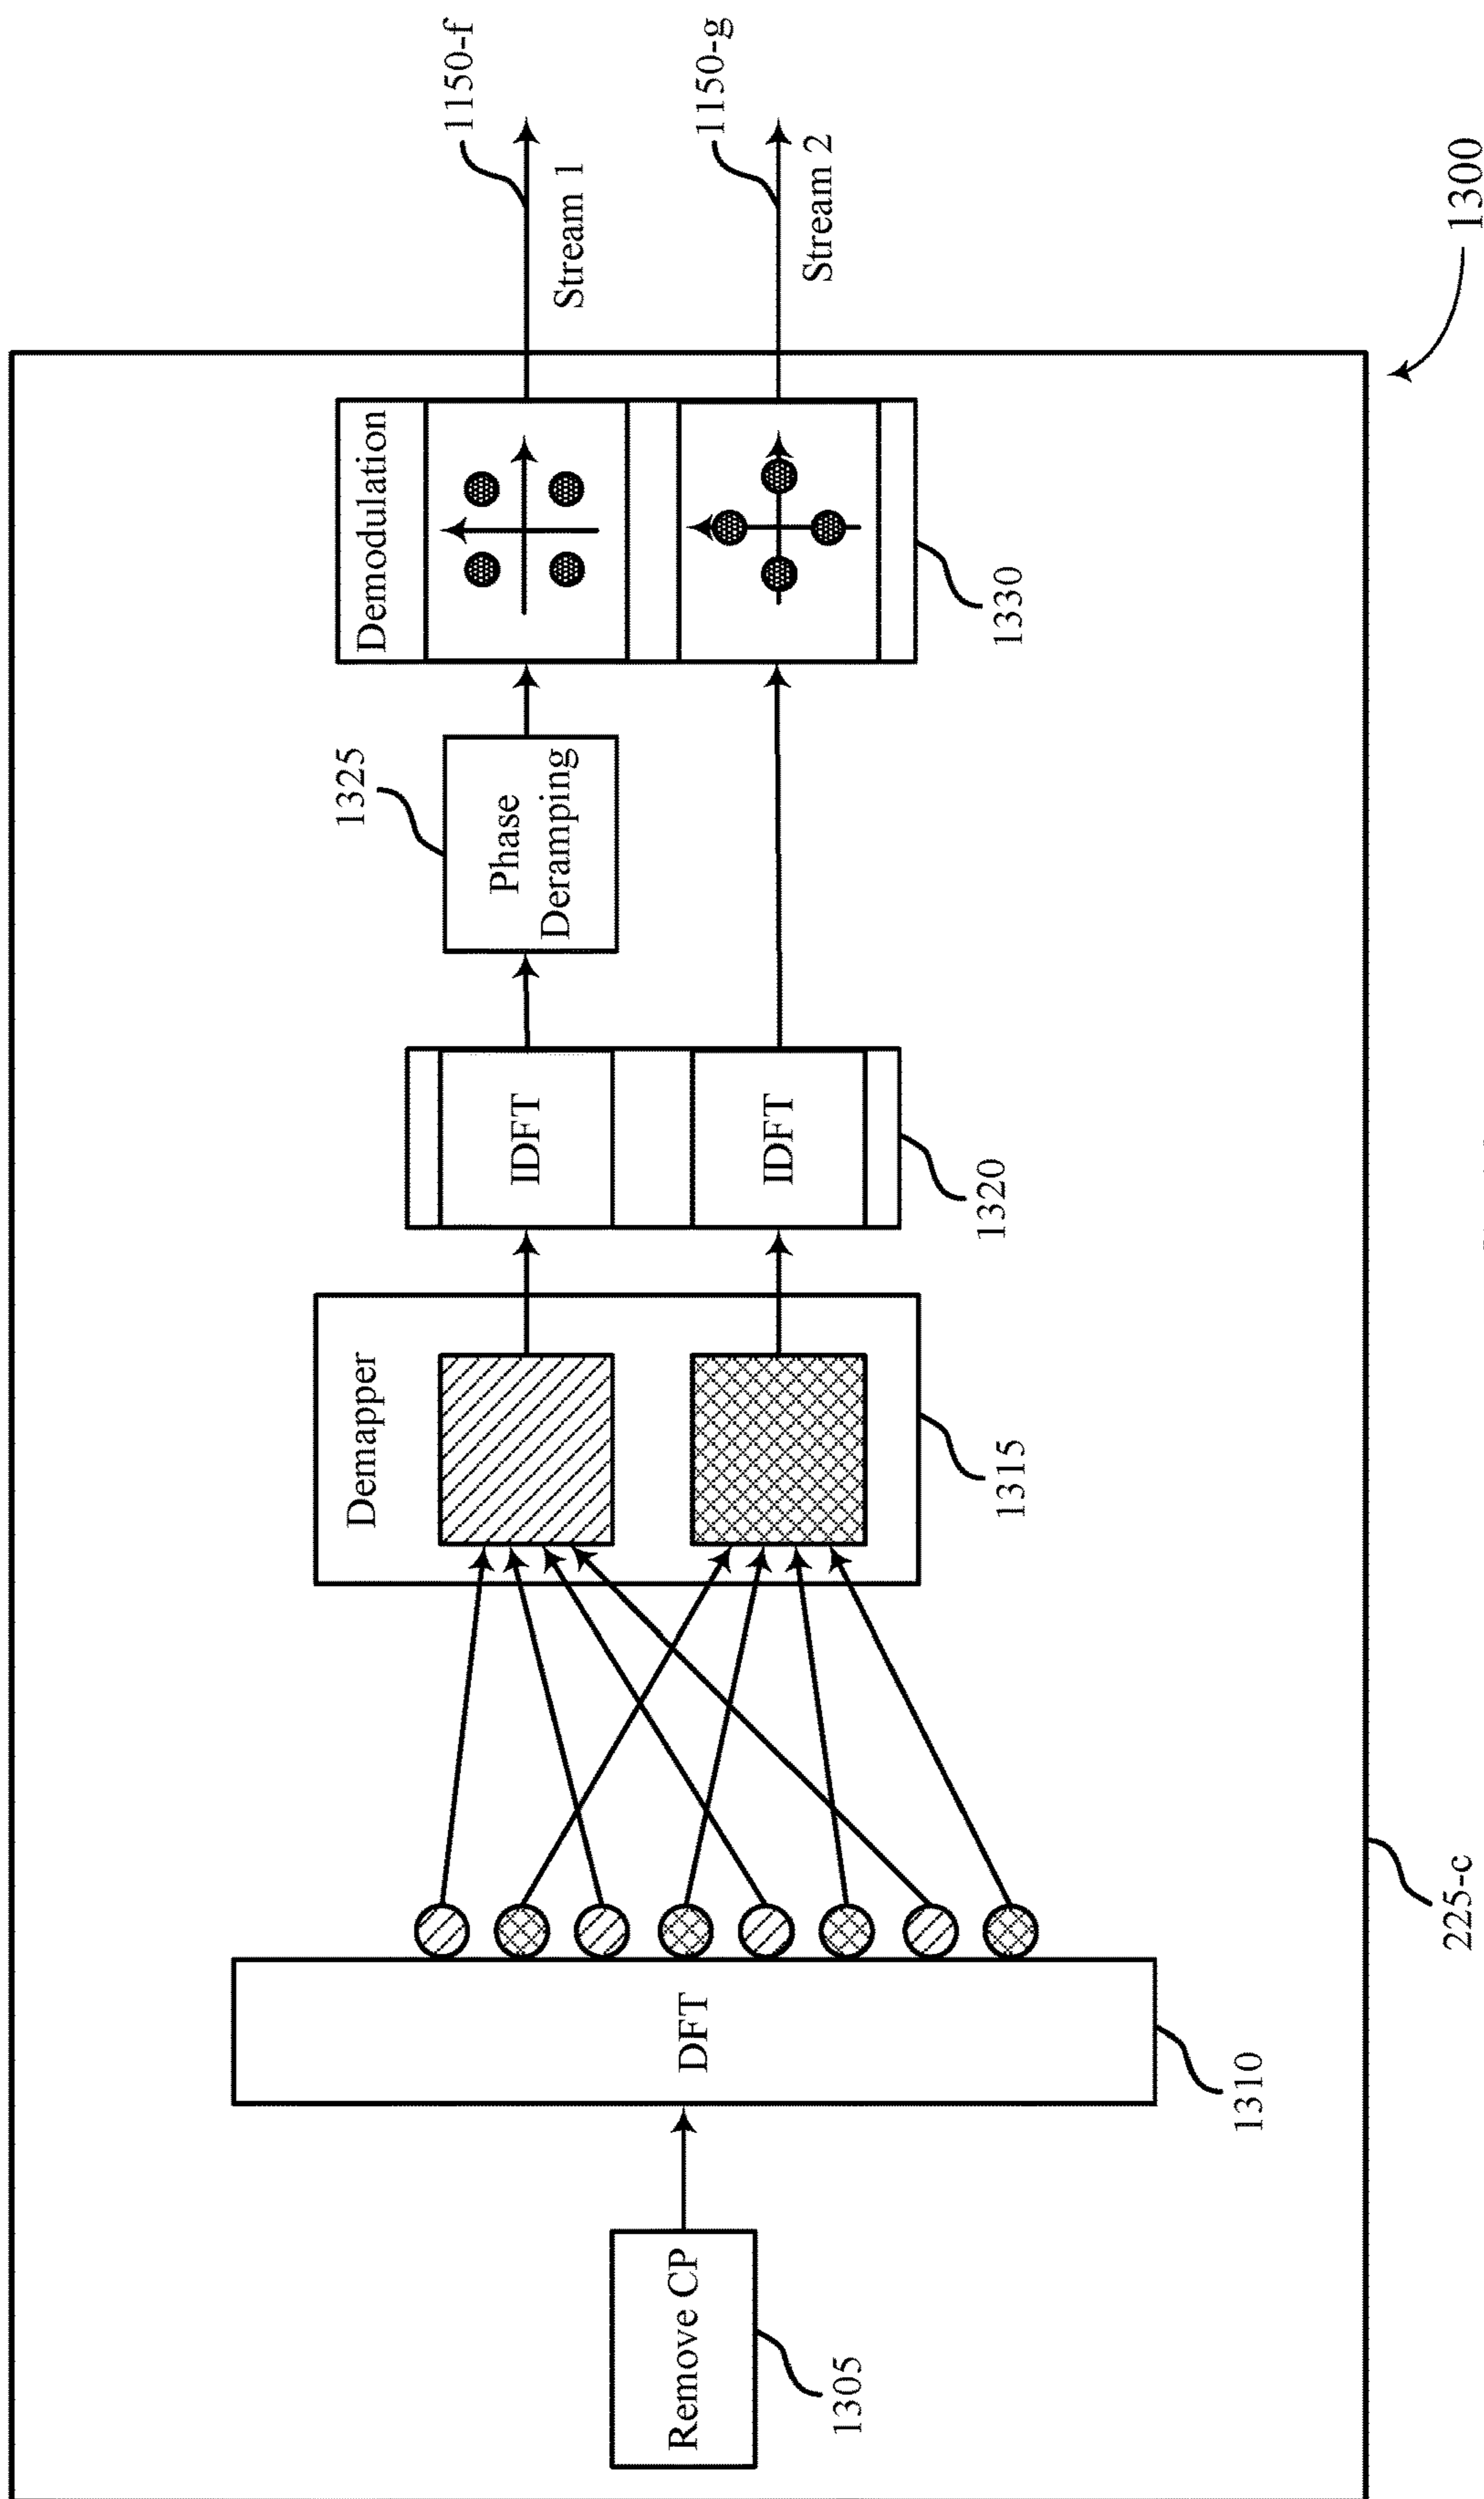 Remove CP
1305
DFT
1310
Demapper
1315
IDFT
IDFT
1320
Phase
Deramping
1325
Demodulation
1330
Stream 1
1150-f
Stream 2
1150-g
225-c
1300